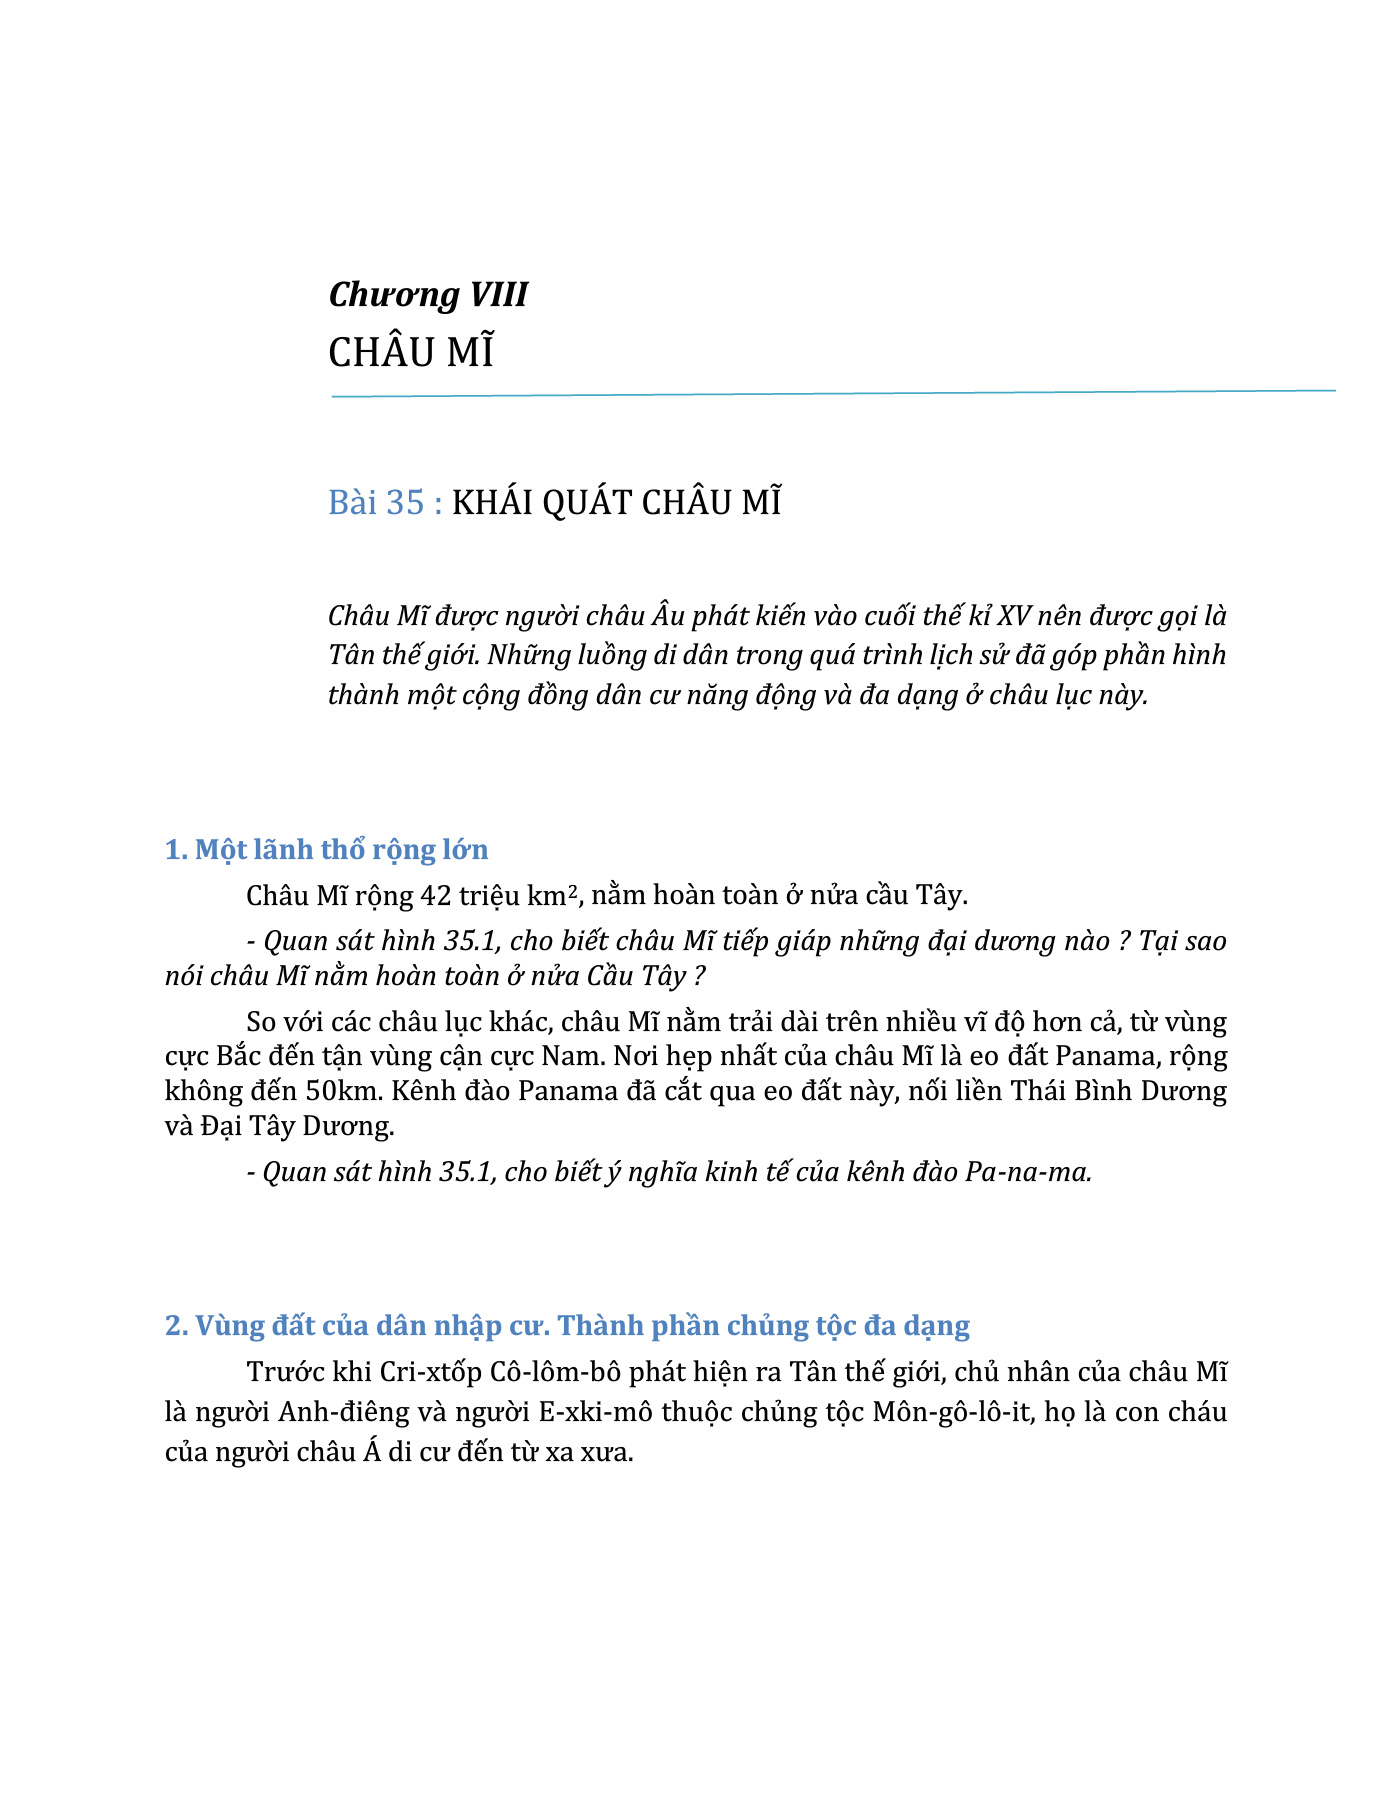 Chương VIII
CHÂU MĨ
Bài 35 : KHÁI QUÁT CHÂU MĨ
Châu Mĩ được người châu Âu phát kiến vào cuối thế kỉ XV nên được gọi là
Tân thế giới. Những luồng di dân trong quá trình lịch sử đã góp phần hình
thành một cộng đồng dân cư năng động và đa dạng ở châu lục này.
1. Một lãnh thổ rộng lớn
Châu Mĩ rộng 42 triệu km², nằm hoàn toàn ở nửa cầu Tây.
- Quan sát hình 35.1, cho biết châu Mĩ tiếp giáp những đại dương nào ? Tại sao
nói châu Mĩ nằm hoàn toàn ở nửa Cầu Tây ?
So với các châu lục khác, châu Mĩ nằm trải dài trên nhiều vĩ độ hơn cả, từ vùng
cực Bắc đến tận vùng cận cực Nam. Nơi hẹp nhất của châu Mĩ là eo đất Panama, rộng
không đến 50km. Kênh đào Panama đã cắt qua eo đất này, nối liền Thái Bình Dương
và Đại Tây Dương.
- Quan sát hình 35.1, cho biết ý nghĩa kinh tế của kênh đào Pa-na-ma.
2. Vùng đất của dân nhập cư. Thành phần chủng tộc đa dạng
Trước khi Cri-xtốp Cô-lôm-bô phát hiện ra Tân thế giới, chủ nhân của châu Mĩ
là người Anh-điêng và người E-xki-mô thuộc chủng tộc Môn-gô-lô-it, họ là con cháu
của người châu Á di cư đến từ xa xưa.